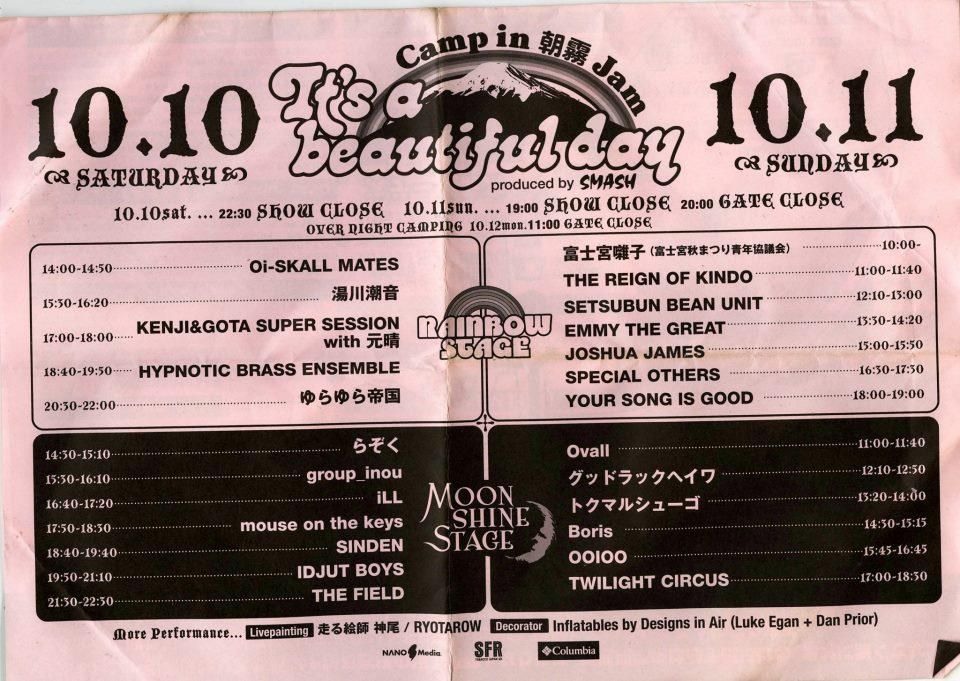 Camp in 朝霧 Jam
It's a
beautiful day
produced by SMASH
10.10
SATURDAY
10.11
SUNDAY
10.10sat. ... 22:30 SHOW CLOSE 10.11sun. ... 19:00 SHOW CLOSE 20:00 GATE CLOSE
OVER NIGHT CAMPING 10.12mon.11:00 GATE CLOSE
RAINBOW
STAGE
14:00-14:50 Oi-SKALL MATES
15:30-16:20 湯川潮音
17:00-18:00 KENJI&GOTA SUPER SESSION
with 元晴
18:40-19:30 HYPNOTIC BRASS ENSEMBLE
20:30-22:00 ゆらゆら帝国
富士宮囃子 (富士宮秋まつり青年協議会) 10:00-
THE REIGN OF KINDO 11:00-11:40
SETSUBUN BEAN UNIT 12:10-13:00
EMMY THE GREAT 13:30-14:20
JOSHUA JAMES 15:00-15:50
SPECIAL OTHERS 16:30-17:30
YOUR SONG IS GOOD 18:00-19:00
MOON
SHINE
STAGE
14:30-15:10 らぞく
15:30-16:10 group_inou
16:40-17:20 iLL
17:50-18:30 mouse on the keys
18:40-19:40 SINDEN
19:50-21:10 IDJUT BOYS
21:30-22:30 THE FIELD
Ovall 11:00-11:40
グッドラックヘイワ 12:10-12:50
トクマルシューゴ 13:20-14:00
Boris 14:30-15:15
OOIOO 15:45-16:45
TWILIGHT CIRCUS 17:00-18:30
More Performance... Livepainting 走る絵師 神尾 / RYOTAROW Decorator Inflatables by Designs in Air (Luke Egan + Dan Prior)
NANO Media. SFR Columbia